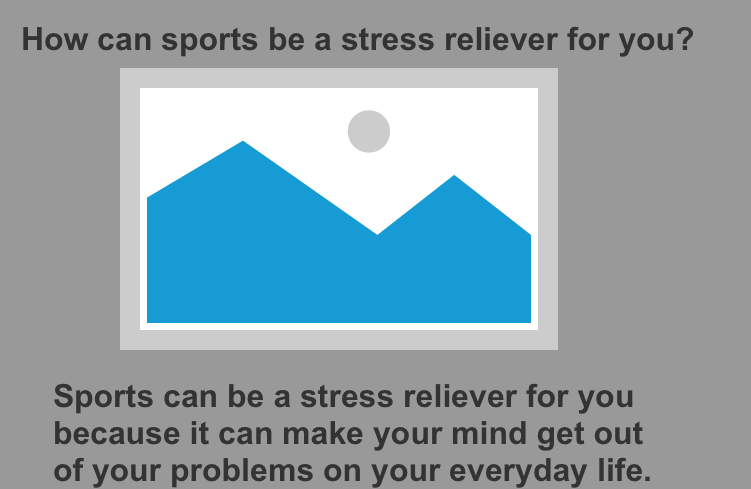 How can sports be a stress reliever for you?
Sports can be a stress reliever for you
because it can make your mind get out
of your problems on your everyday life.